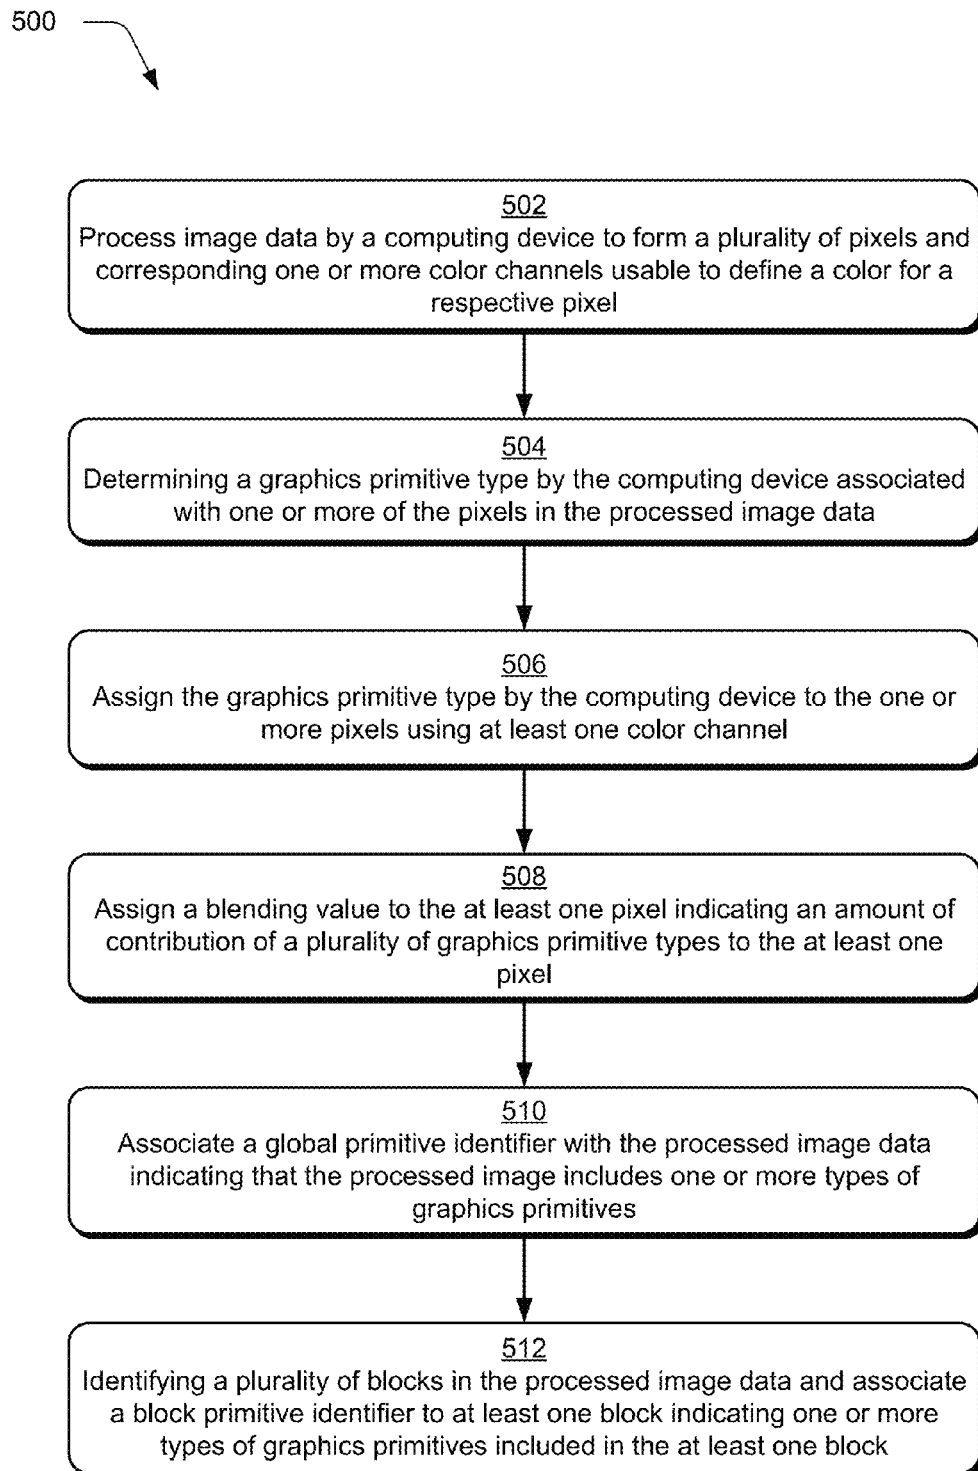 500
502
Process image data by a computing device to form a plurality of pixels and
corresponding one or more color channels usable to define a color for a
respective pixel
504
Determining a graphics primitive type by the computing device associated
with one or more of the pixels in the processed image data
506
Assign the graphics primitive type by the computing device to the one or
more pixels using at least one color channel
508
Assign a blending value to the at least one pixel indicating an amount of
contribution of a plurality of graphics primitive types to the at least one
pixel
510
Associate a global primitive identifier with the processed image data
indicating that the processed image includes one or more types of
graphics primitives
512
Identifying a plurality of blocks in the processed image data and associate
a block primitive identifier to at least one block indicating one or more
types of graphics primitives included in the at least one block